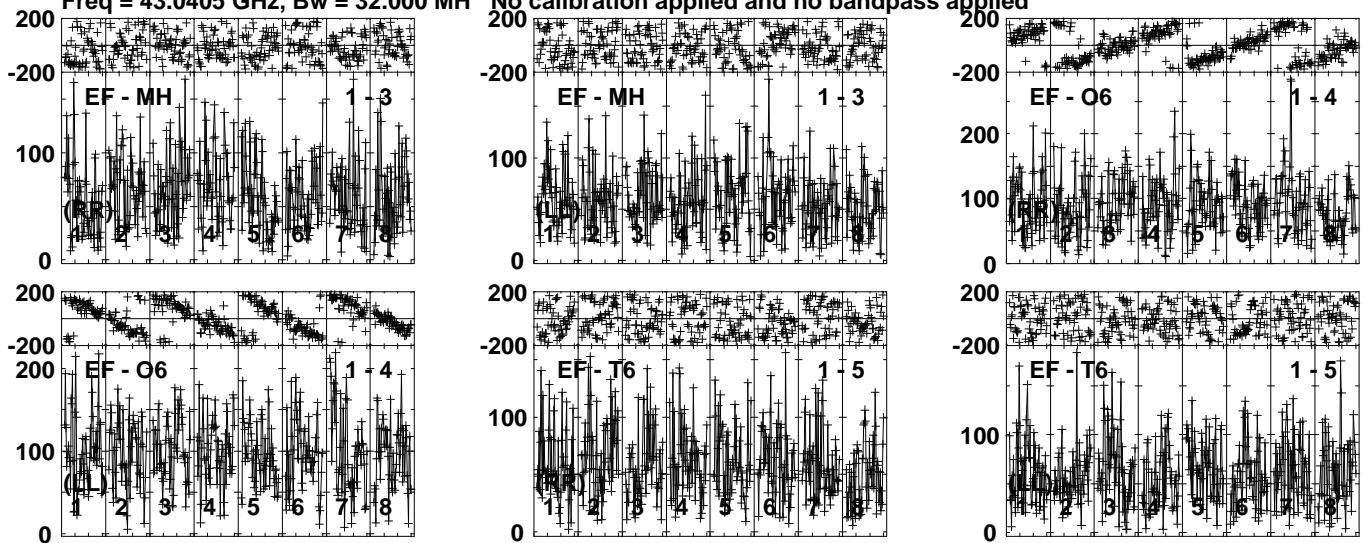 Freq = 43.0405 GHz, Bw = 32.000 MH No calibration applied and no bandpass applied
200
-200
EF - MH 1 - 3
100
(RR)
1 2 3 4 5 6 7 8
0
200
-200
EF - MH 1 - 3
100
(LL)
1 2 3 4 5 6 7 8
0
200
-200
EF - O6 1 - 4
200
100
(RR)
1 2 3 4 5 6 7 8
0
200
-200
200
EF - O6 1 - 4
100
(LL)
1 2 3 4 5 6 7 8
0
200
-200
EF - T6 1 - 5
100
(RR)
1 2 3 4 5 6 7 8
0
200
-200
EF - T6 1 - 5
100
(LL)
1 2 3 4 5 6 7 8
0